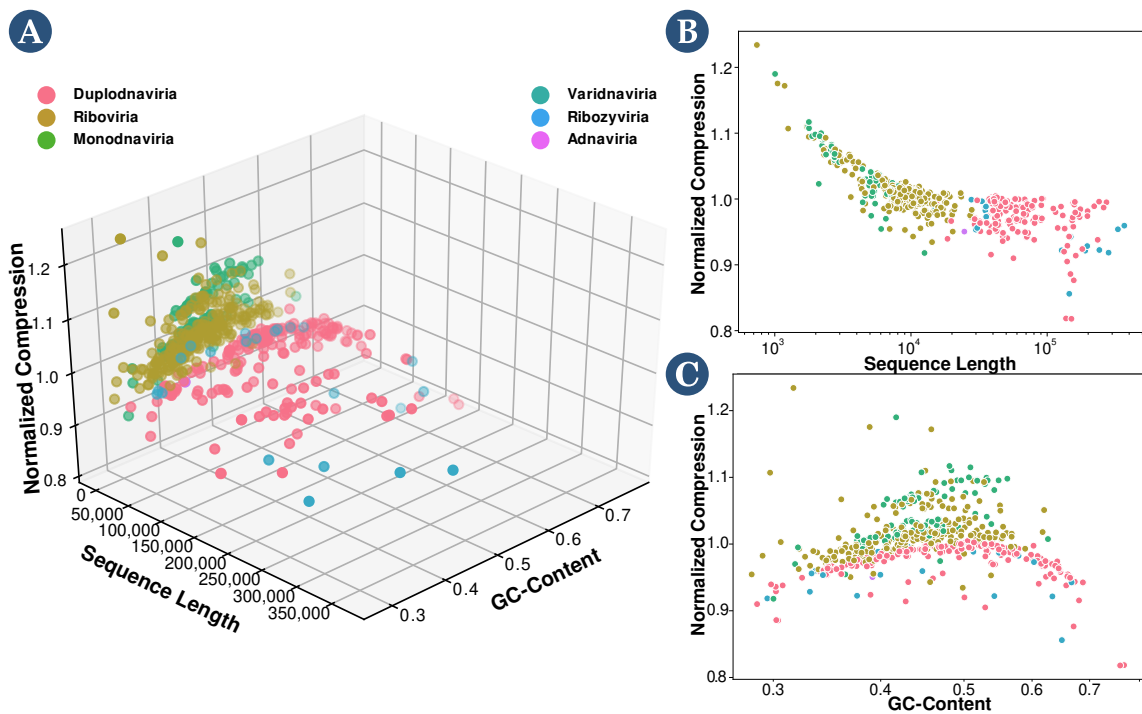 A
Duplodnaviria
Riboviria
Monodnaviria
Varidnaviria
Ribozyviria
Adnaviria
Normalized Compression
1.2
1.1
1.0
0.9
0.8
0
50,000
100,000
150,000
200,000
250,000
300,000
350,000
Sequence Length
0.3
0.4
0.5
0.6
0.7
GC-Content
B
Normalized Compression
1.2
1.1
1.0
0.9
0.8
10³
10⁴
10⁵
Sequence Length
C
Normalized Compression
1.2
1.1
1.0
0.9
0.8
0.3
0.4
0.5
0.6
0.7
GC-Content